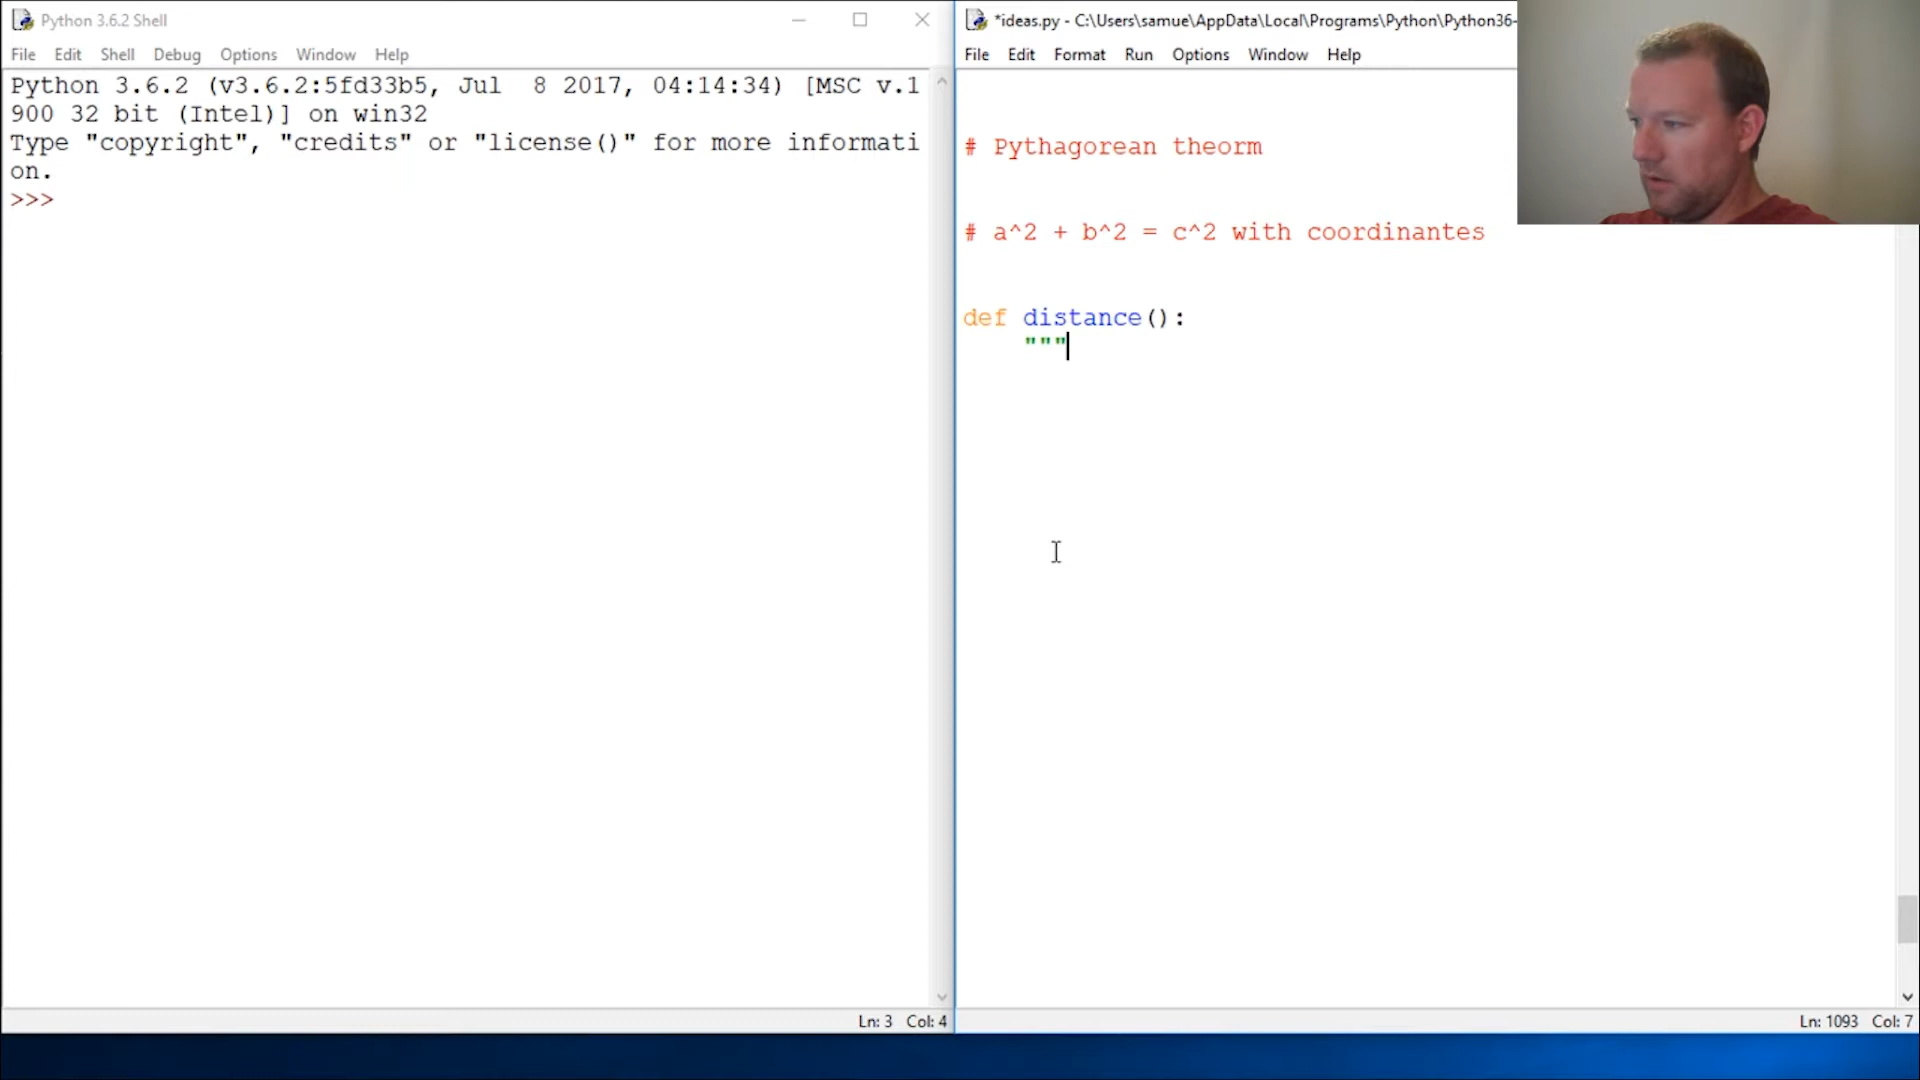 Python 3.6.2 Shell
File Edit Shell Debug Options Window Help
Python 3.6.2 (v3.6.2:5fd33b5, Jul  8 2017, 04:14:34) [MSC v.1
900 32 bit (Intel)] on win32
Type "copyright", "credits" or "license()" for more informati
on.
>>>
Ln: 3 Col: 4
*ideas.py - C:\Users\samue\AppData\Local\Programs\Python\Python36-
File Edit Format Run Options Window Help
# Pythagorean theorm
# a^2 + b^2 = c^2 with coordinantes
def distance():
"""
Ln: 1093 Col: 7